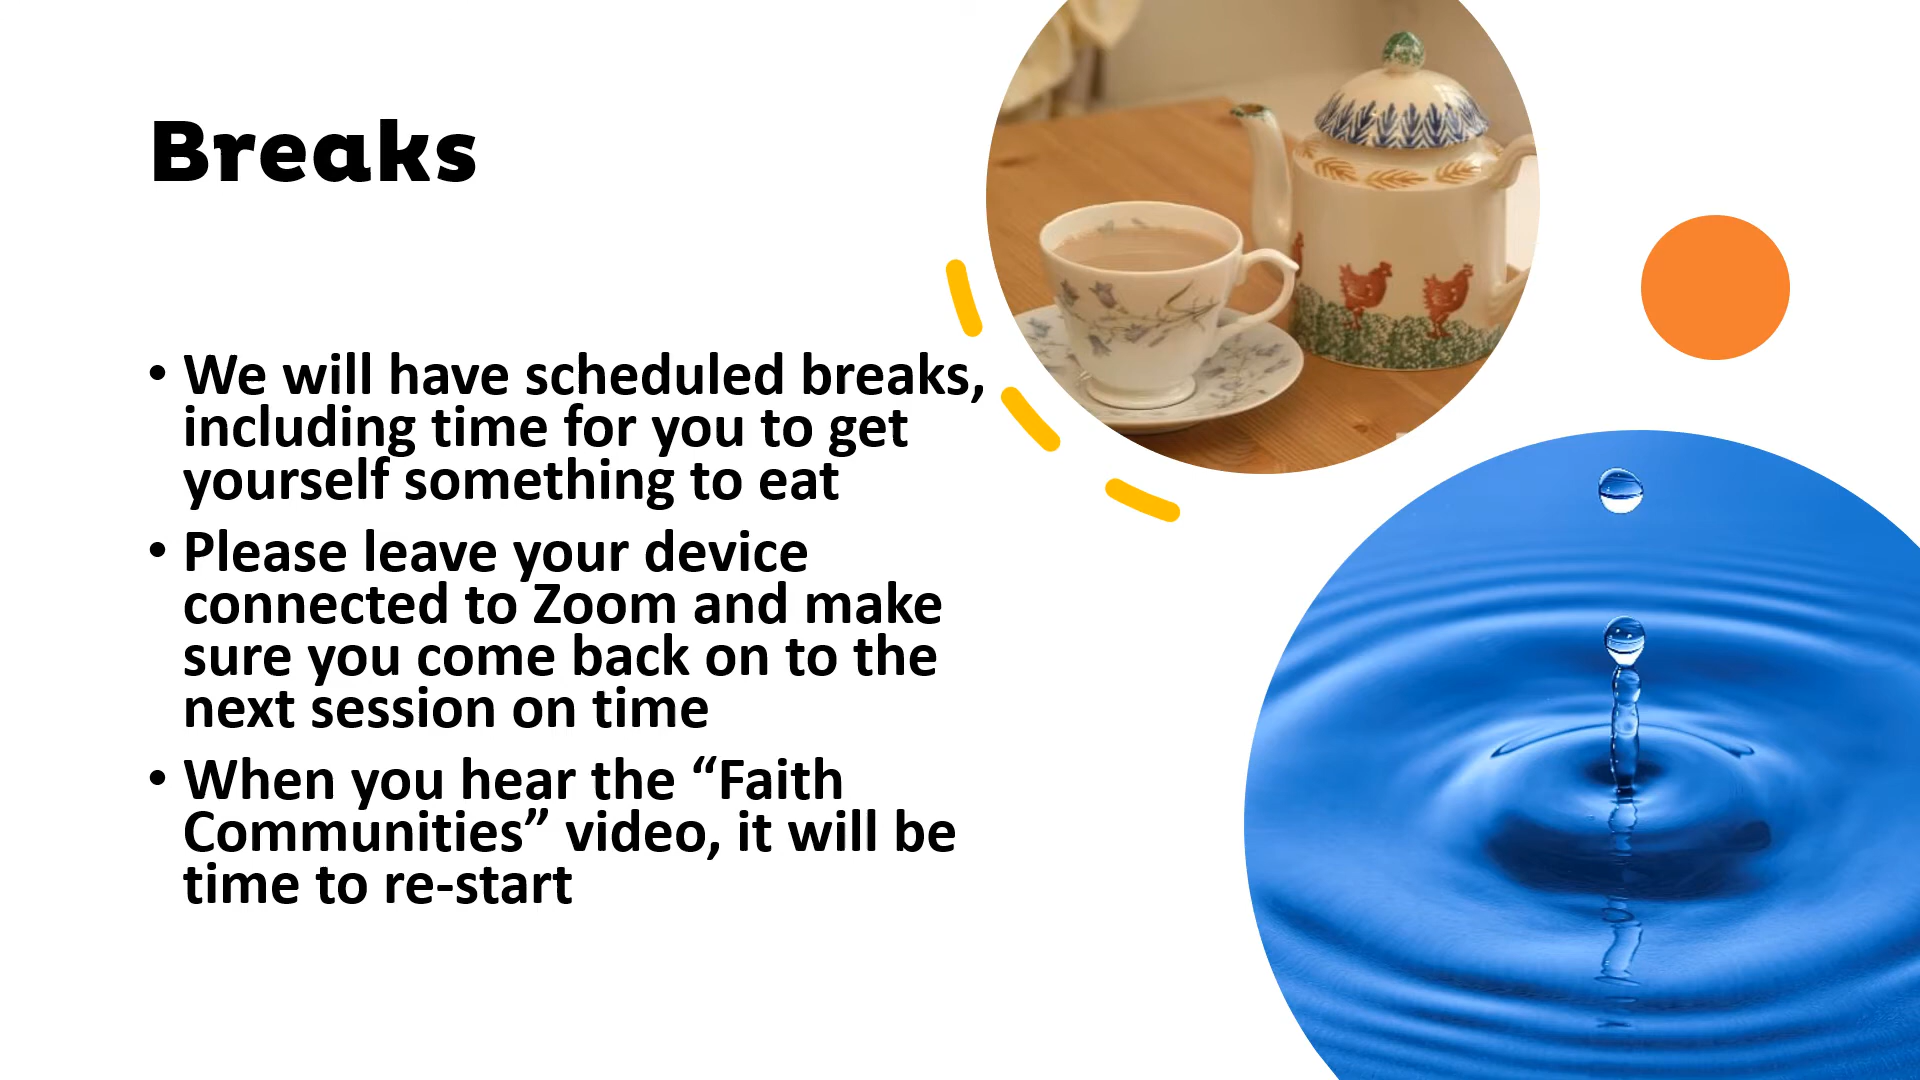 Breaks
• We will have scheduled breaks,
including time for you to get
yourself something to eat
• Please leave your device
connected to Zoom and make
sure you come back on to the
next session on time
• When you hear the “Faith
Communities” video, it will be
time to re-start